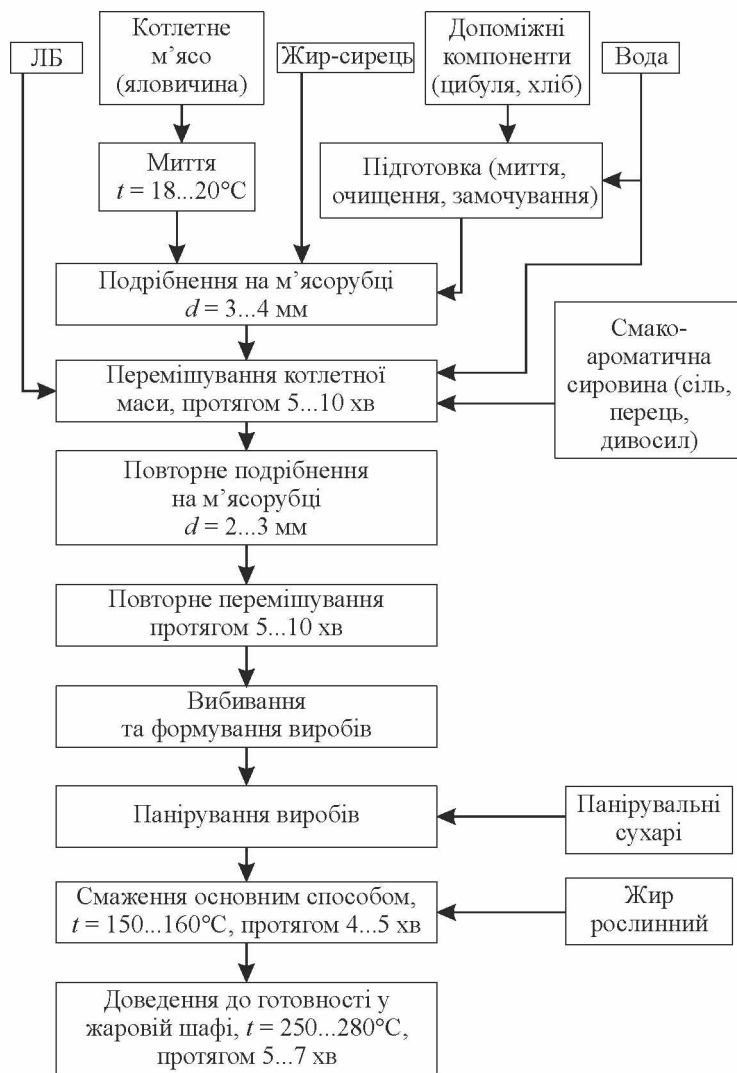 ЛБ
Котлетне
м’ясо
(яловичина)
Жир-сирець
Допоміжні
компоненти
(цибуля, хліб)
Вода
Миття
t = 18...20°C
Підготовка (миття,
очищення, замочування)
Подрібнення на м’ясорубці
d = 3...4 мм
Смако-
ароматична
сировина (сіль,
перець,
дивосил)
Перемішування котлетної
маси, протягом 5...10 хв
Повторне подрібнення
на м’ясорубці
d = 2...3 мм
Повторне перемішування
протягом 5...10 хв
Вибивання
та формування виробів
Панірування виробів
Панірувальні
сухарі
Смаження основним способом,
t = 150...160°C, протягом 4...5 хв
Жир
рослинний
Доведення до готовності у
жаровій шафі, t = 250...280°C,
протягом 5...7 хв